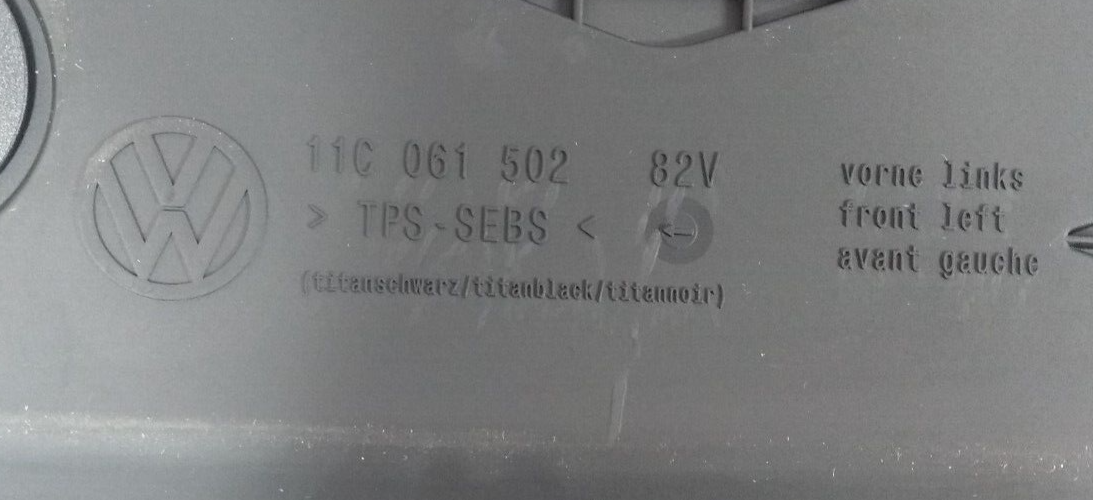 11C 061 502 82V
> TPS-SEBS <
(titanschwarz/titanblack/titannoir)
vorne links
front left
avant gauche